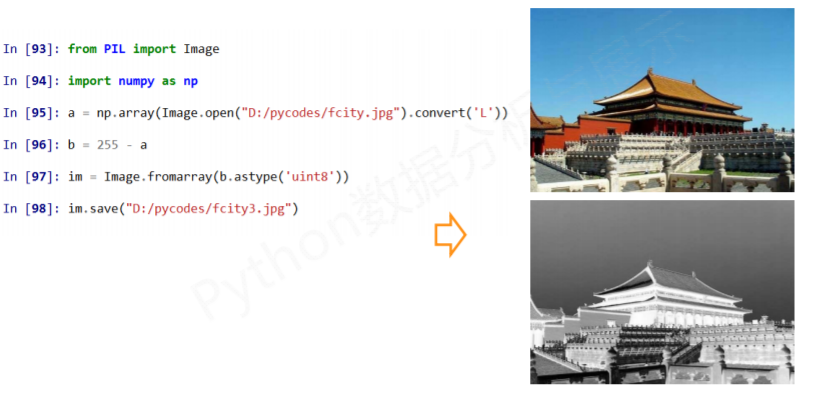 In [93]: from PIL import Image
In [94]: import numpy as np
In [95]: a = np.array(Image.open("D:/pycodes/fcity.jpg").convert('L'))
In [96]: b = 255 - a
In [97]: im = Image.fromarray(b.astype('uint8'))
In [98]: im.save("D:/pycodes/fcity3.jpg")
Python数据分析与展示